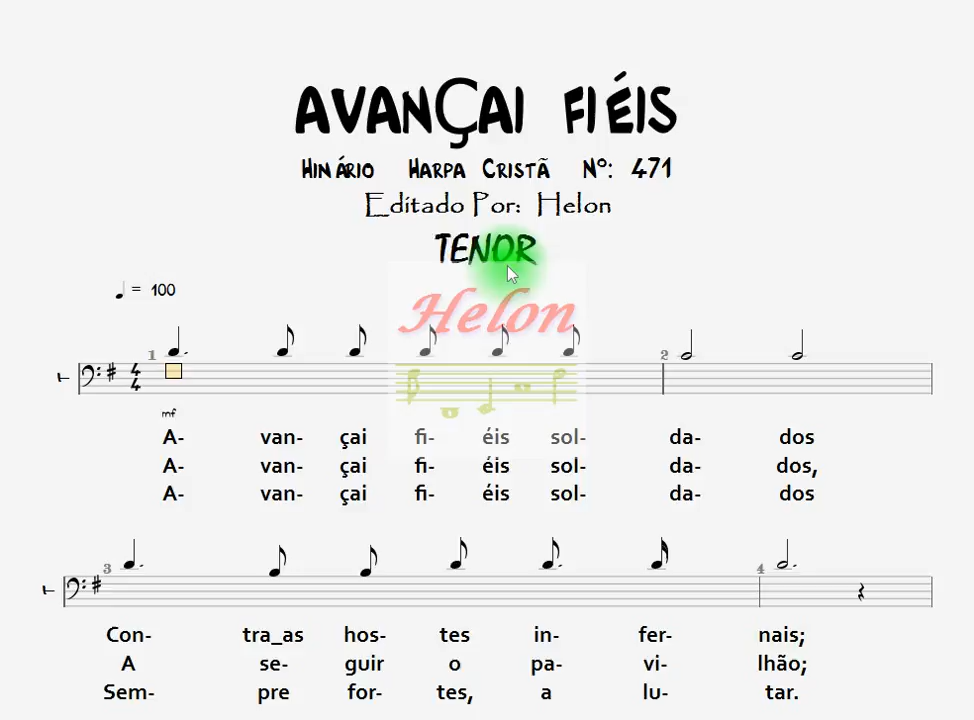 AVANÇAI FIÉIS
HINÁRIO HARPA CRISTÃ Nº: 471
Editado Por: Helon
TENOR
= 100
Helon
1
2
4
4
mf
T
A- van- çai fi- éis sol- da- dos
A- van- çai fi- éis sol- da- dos,
A- van- çai fi- éis sol- da- dos
3
4
T
Con- tra_as hos- tes in- fer- nais;
A se- guir o pa- vi- lhão;
Sem- pre for- tes, a lu- tar.